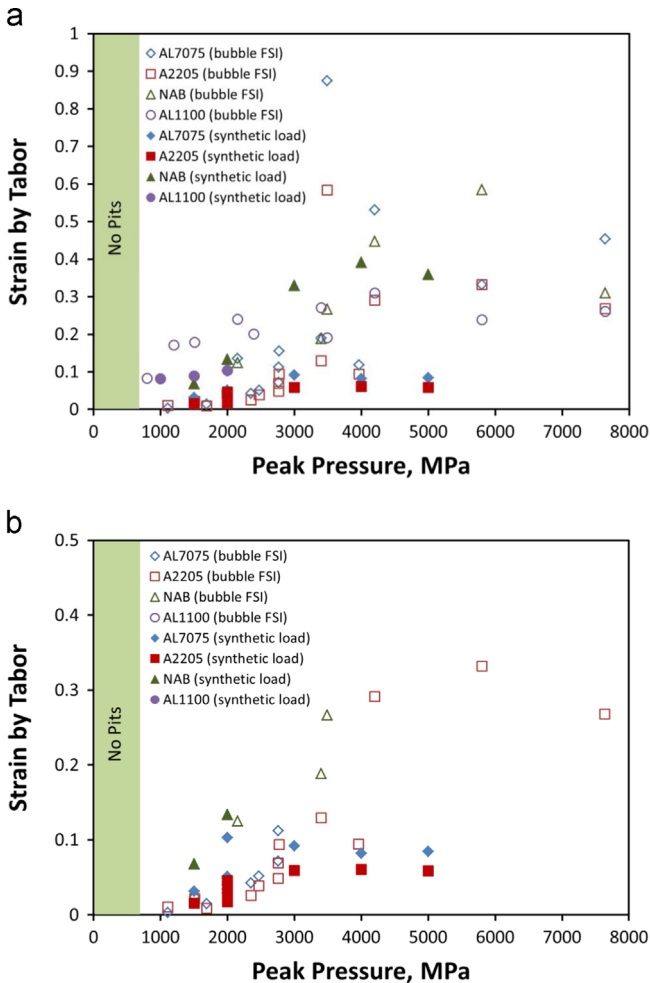 a
1
0.9
0.8
0.7
0.6
0.5
0.4
0.3
0.2
0.1
0
Strain by Tabor
No Pits
AL7075 (bubble FSI)
A2205 (bubble FSI)
NAB (bubble FSI)
AL1100 (bubble FSI)
AL7075 (synthetic load)
A2205 (synthetic load)
NAB (synthetic load)
AL1100 (synthetic load)
0 1000 2000 3000 4000 5000 6000 7000 8000
Peak Pressure, MPa
b
0.5
0.4
0.3
0.2
0.1
0
Strain by Tabor
No Pits
AL7075 (bubble FSI)
A2205 (bubble FSI)
NAB (bubble FSI)
AL1100 (bubble FSI)
AL7075 (synthetic load)
A2205 (synthetic load)
NAB (synthetic load)
AL1100 (synthetic load)
0 1000 2000 3000 4000 5000 6000 7000 8000
Peak Pressure, MPa